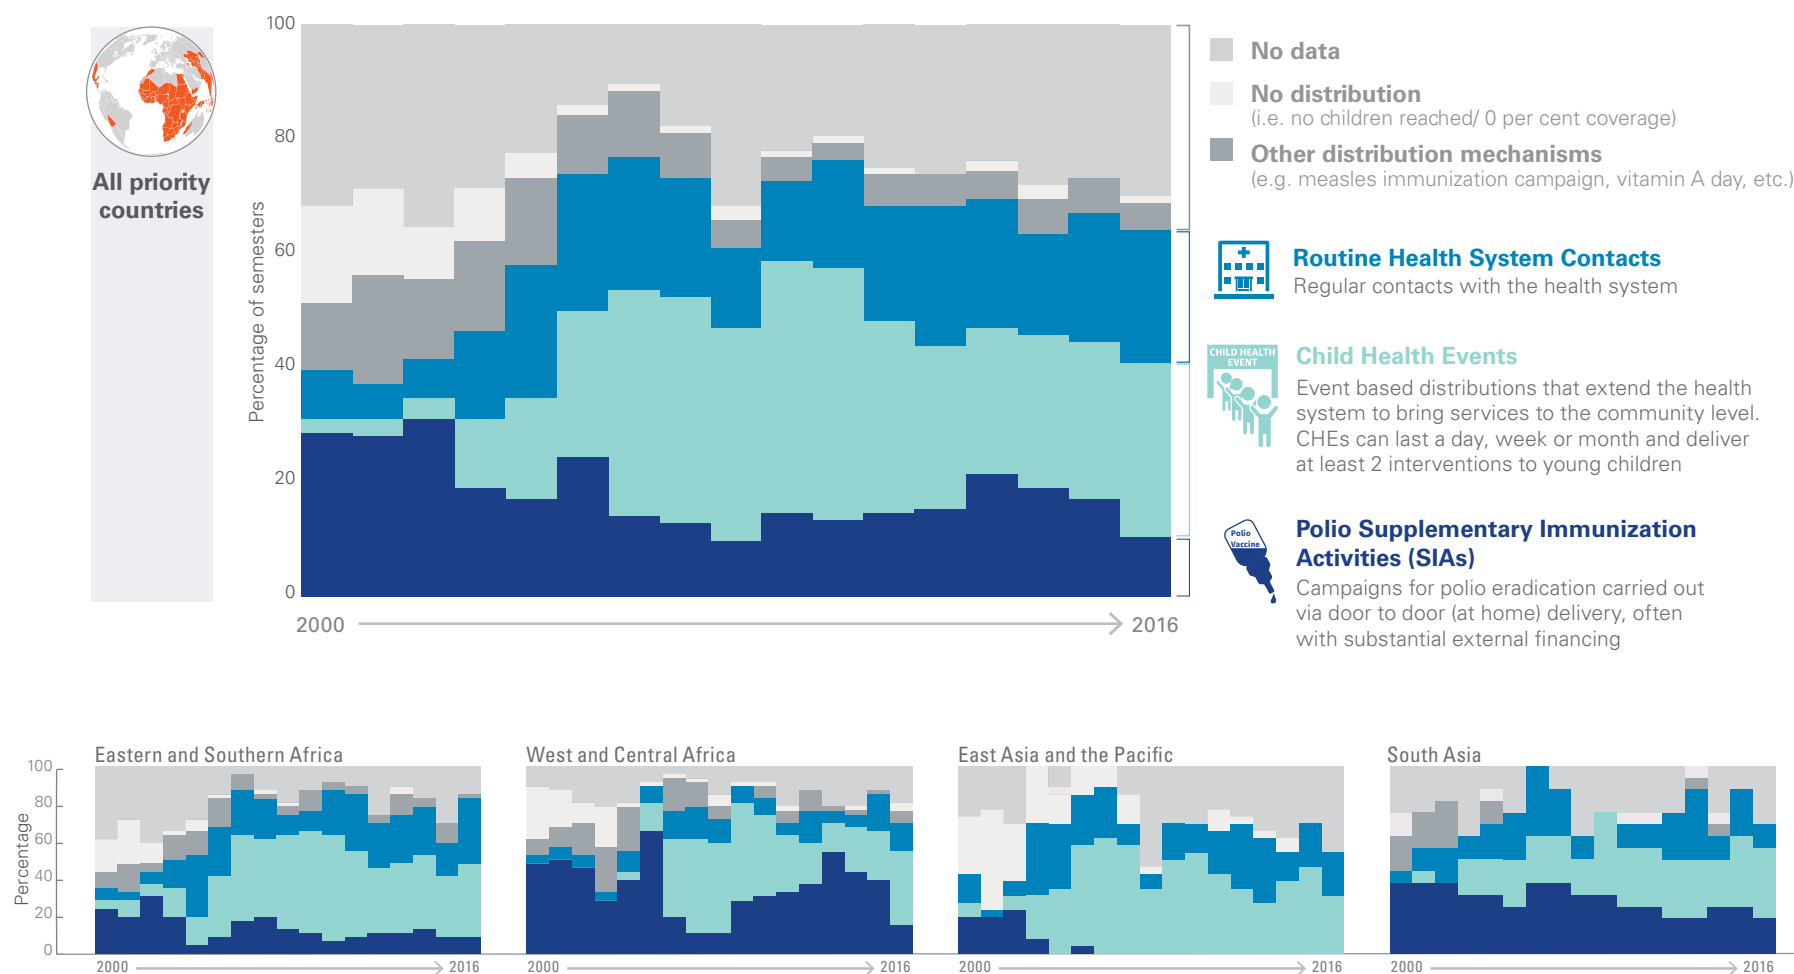 All priority
countries
Percentage of semesters
100
80
60
40
20
0
2000
2016
No data
No distribution
(i.e. no children reached/ 0 per cent coverage)
Other distribution mechanisms
(e.g. measles immunization campaign, vitamin A day, etc.)
Routine Health System Contacts
Regular contacts with the health system
CHILD HEALTH
EVENT
Child Health Events
Event based distributions that extend the health
system to bring services to the community level.
CHEs can last a day, week or month and deliver
at least 2 interventions to young children
Polio
Vaccine
Polio Supplementary Immunization
Activities (SIAs)
Campaigns for polio eradication carried out
via door to door (at home) delivery, often
with substantial external financing
Percentage
100
80
60
40
20
0
Eastern and Southern Africa
2000
2016
West and Central Africa
2000
2016
East Asia and the Pacific
2000
2016
South Asia
2000
2016